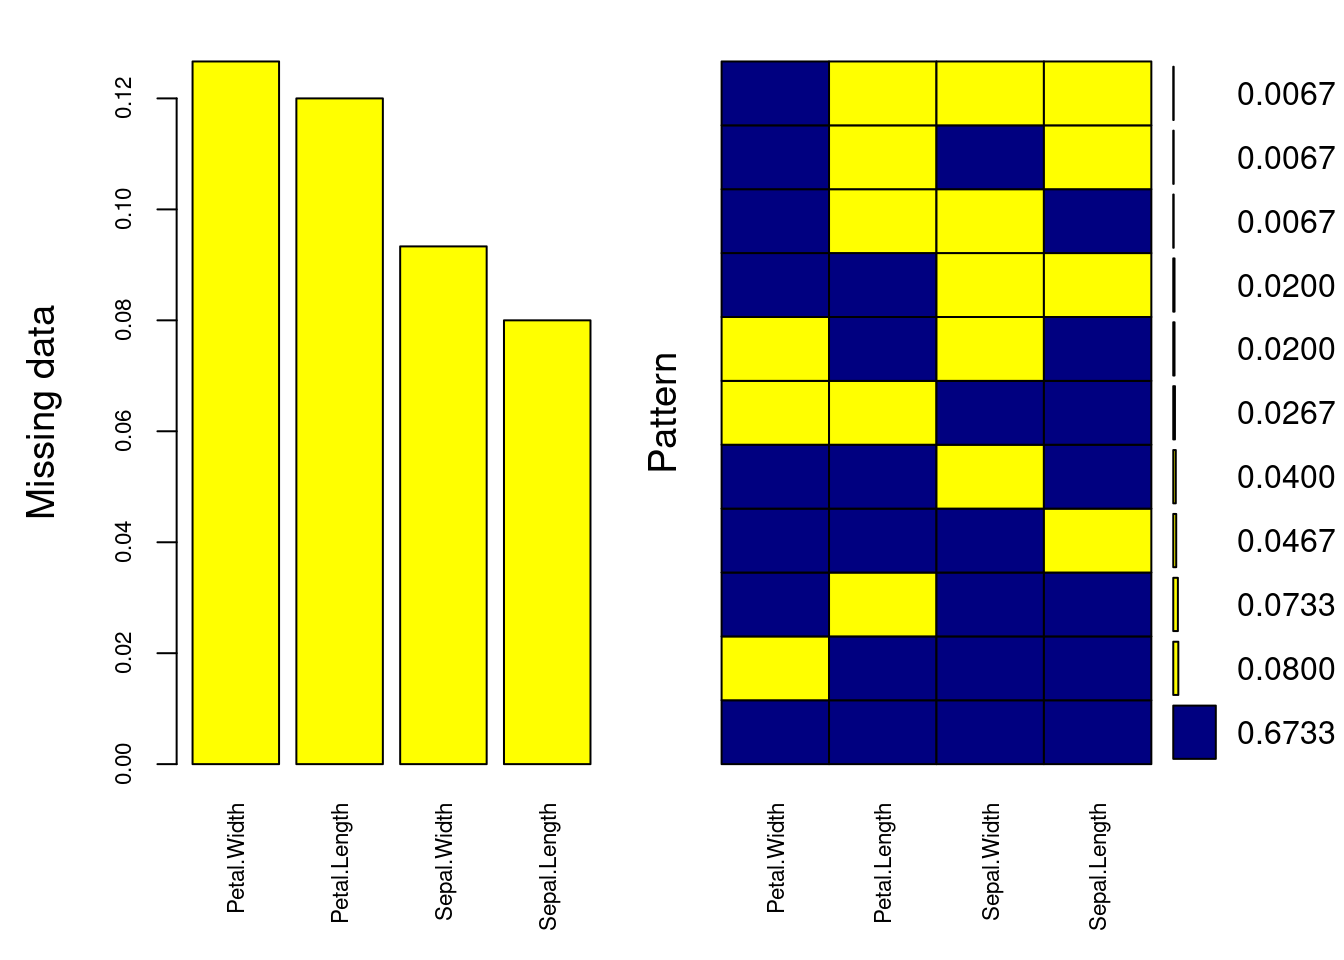 Missing data
0.12
0.10
0.08
0.06
0.04
0.02
0.00
Petal.Width
Petal.Length
Sepal.Width
Sepal.Length
Pattern
0.0067
0.0067
0.0067
0.0200
0.0200
0.0267
0.0400
0.0467
0.0733
0.0800
0.6733
Petal.Width
Petal.Length
Sepal.Width
Sepal.Length